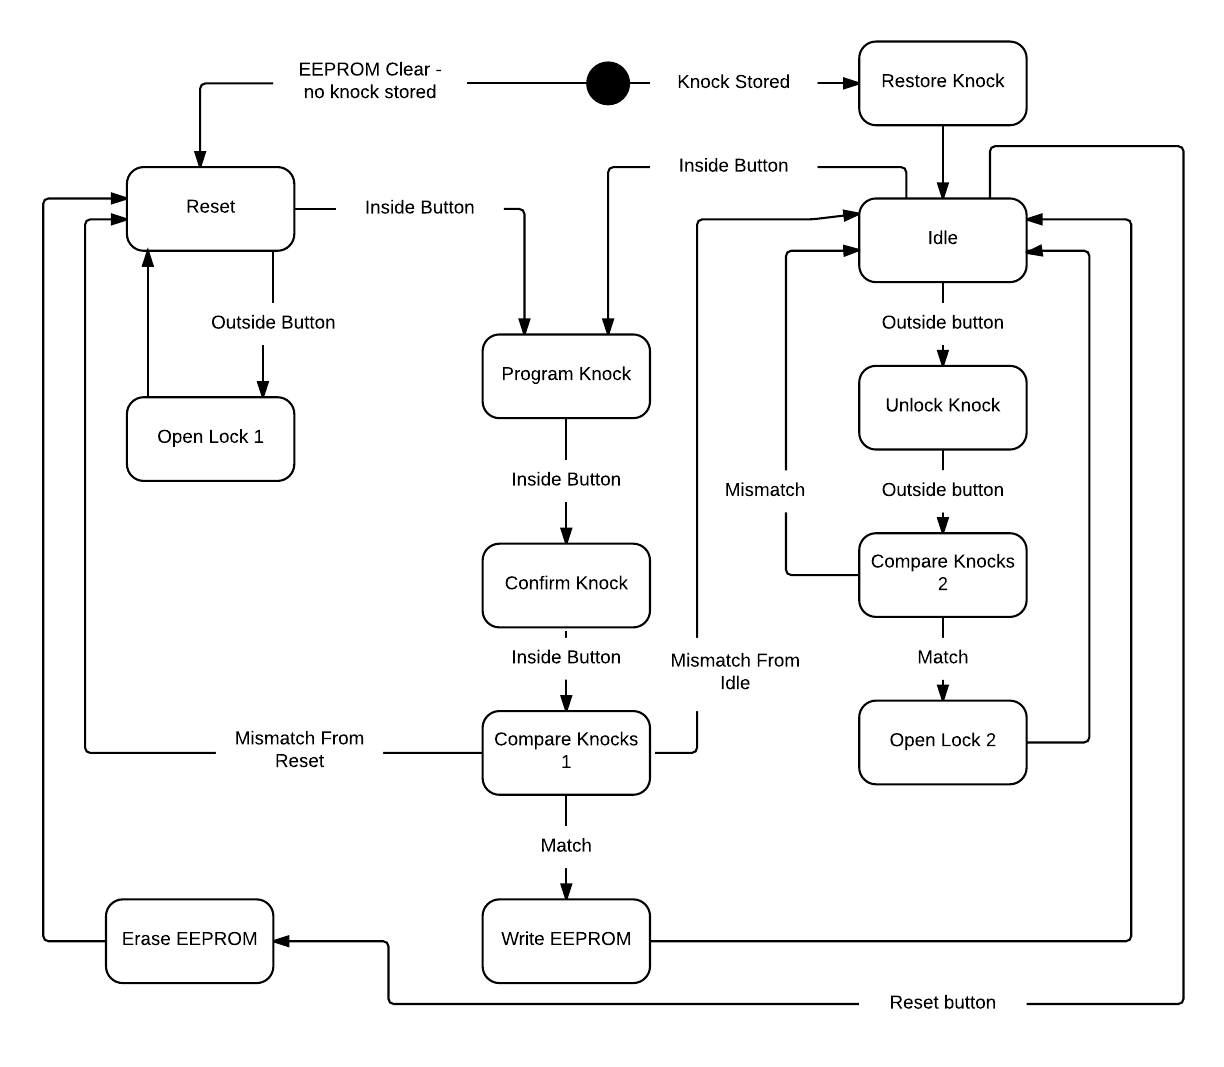 EEPROM Clear -
no knock stored
Knock Stored
Restore Knock
Inside Button
Reset
Inside Button
Idle
Outside Button
Outside button
Program Knock
Unlock Knock
Open Lock 1
Inside Button
Mismatch
Outside button
Compare Knocks
2
Confirm Knock
Inside Button
Mismatch From
Idle
Match
Mismatch From
Reset
Compare Knocks
1
Open Lock 2
Match
Erase EEPROM
Write EEPROM
Reset button